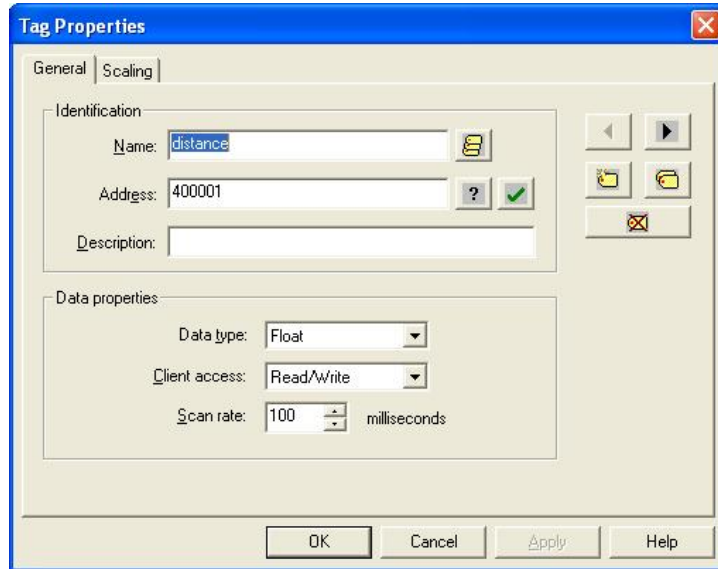 Tag Properties
General Scaling
Identification
Name: distance
Address: 400001 ?
Description:
Data properties
Data type: Float
Client access: Read/Write
Scan rate: 100 milliseconds
OK Cancel Apply Help